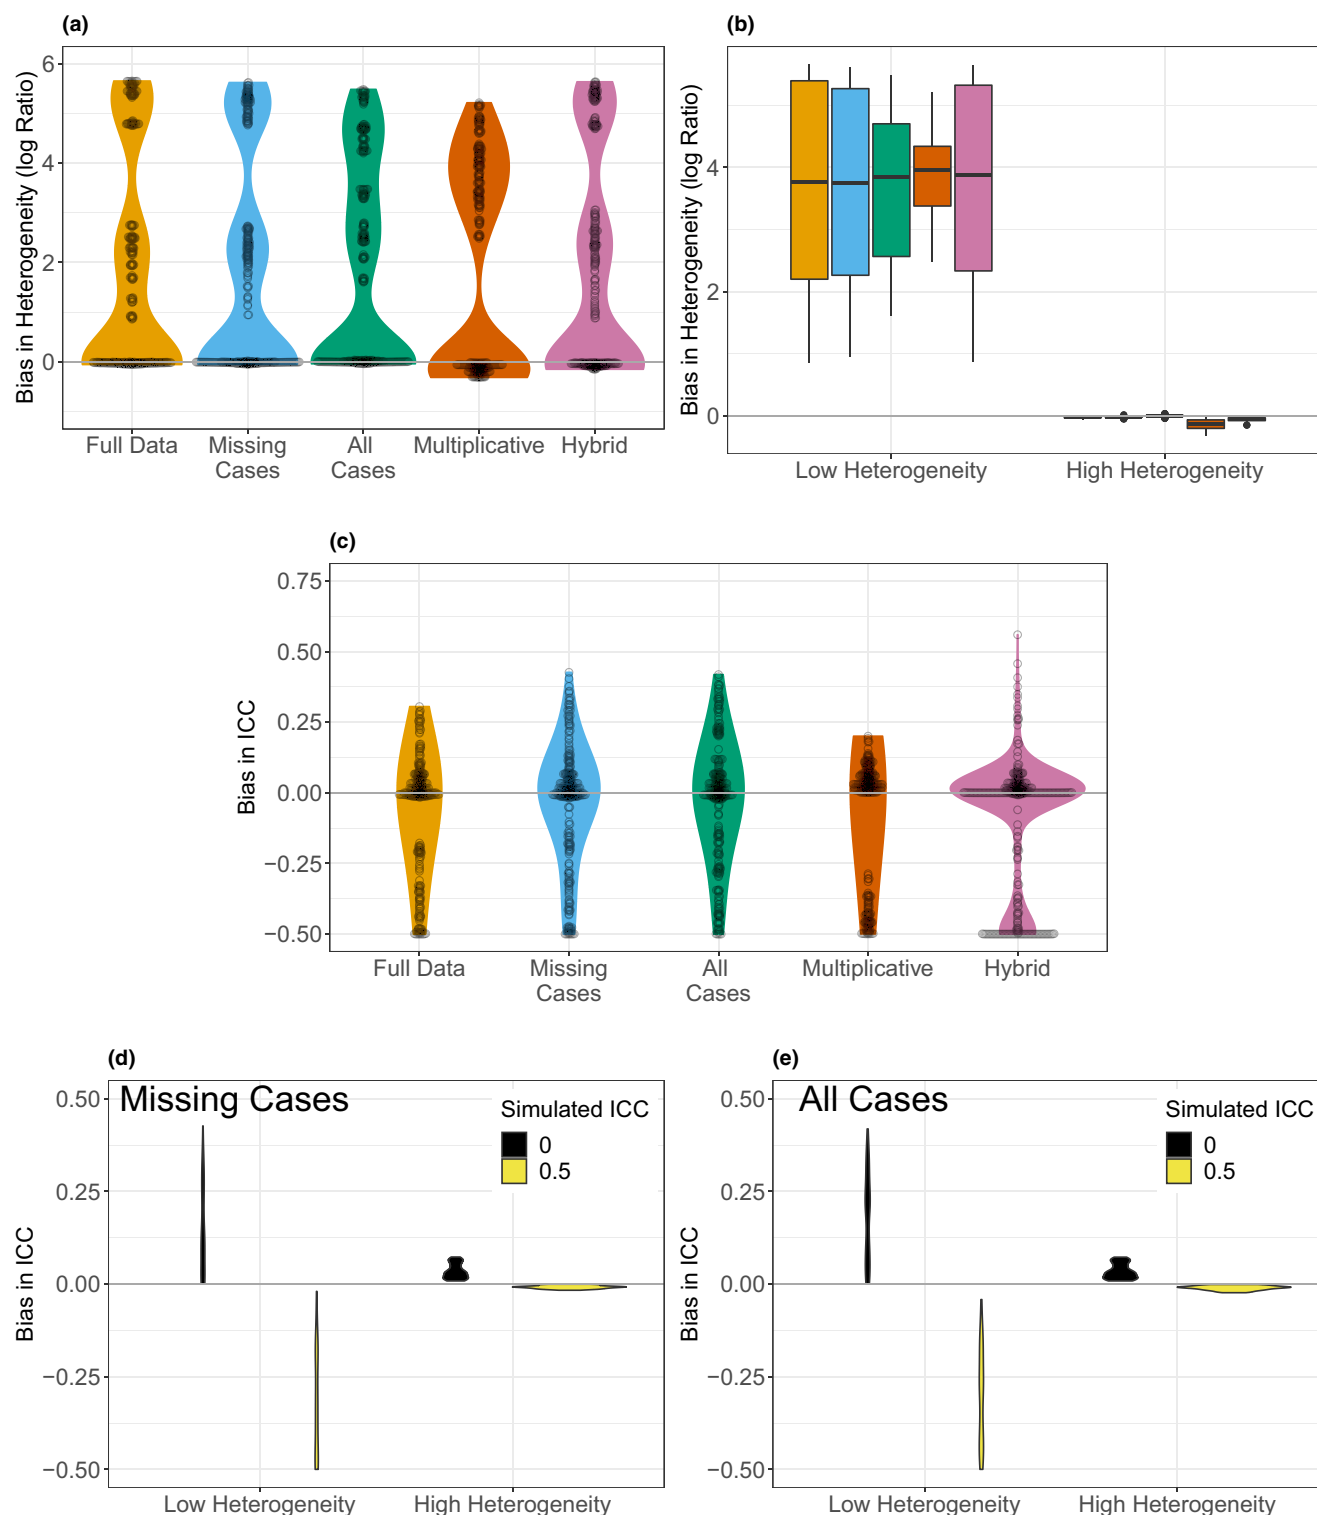 (a)
Bias in Heterogeneity (log Ratio)
6
4
2
0
Full Data
Missing
Cases
All
Cases
Multiplicative
Hybrid
(b)
Bias in Heterogeneity (log Ratio)
4
2
0
Low Heterogeneity
High Heterogeneity
(c)
Bias in ICC
0.75
0.50
0.25
0.00
−0.25
−0.50
Full Data
Missing
Cases
All
Cases
Multiplicative
Hybrid
(d)
Missing Cases
Simulated ICC
0
0.5
Bias in ICC
0.50
0.25
0.00
−0.25
−0.50
Low Heterogeneity
High Heterogeneity
(e)
All Cases
Simulated ICC
0
0.5
Bias in ICC
0.50
0.25
0.00
−0.25
−0.50
Low Heterogeneity
High Heterogeneity